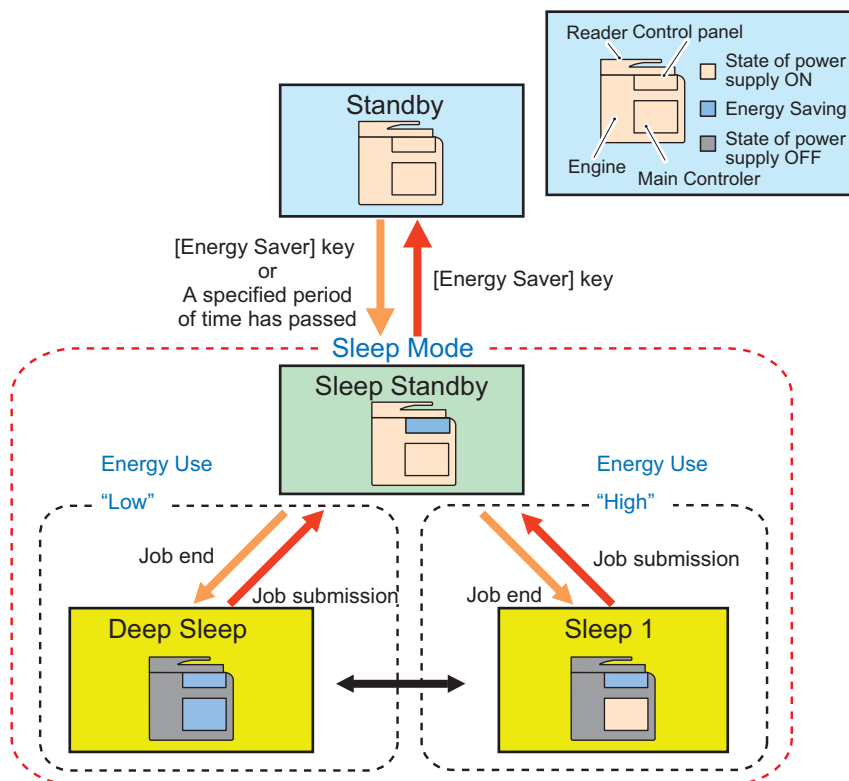 Reader Control panel
State of power
supply ON
Energy Saving
State of power
supply OFF
Engine
Main Controler
Standby
[Energy Saver] key
or
A specified period
of time has passed
[Energy Saver] key
Sleep Mode
Sleep Standby
Energy Use
“Low”
Energy Use
“High”
Job end
Job submission
Job submission
Job end
Deep Sleep
Sleep 1